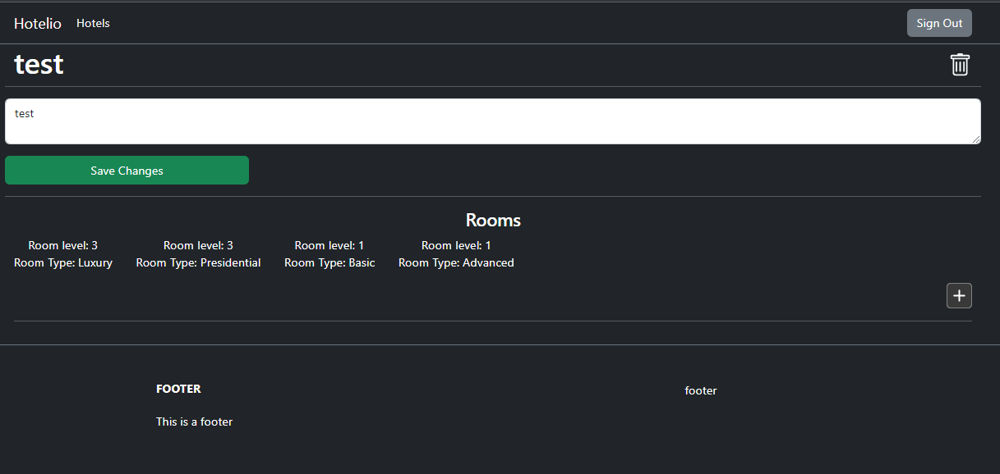 Hotelio Hotels Sign Out
test
test
Save Changes
Rooms
Room level: 3 Room level: 3 Room level: 1 Room level: 1
Room Type: Luxury Room Type: Presidential Room Type: Basic Room Type: Advanced
+
FOOTER footer
This is a footer